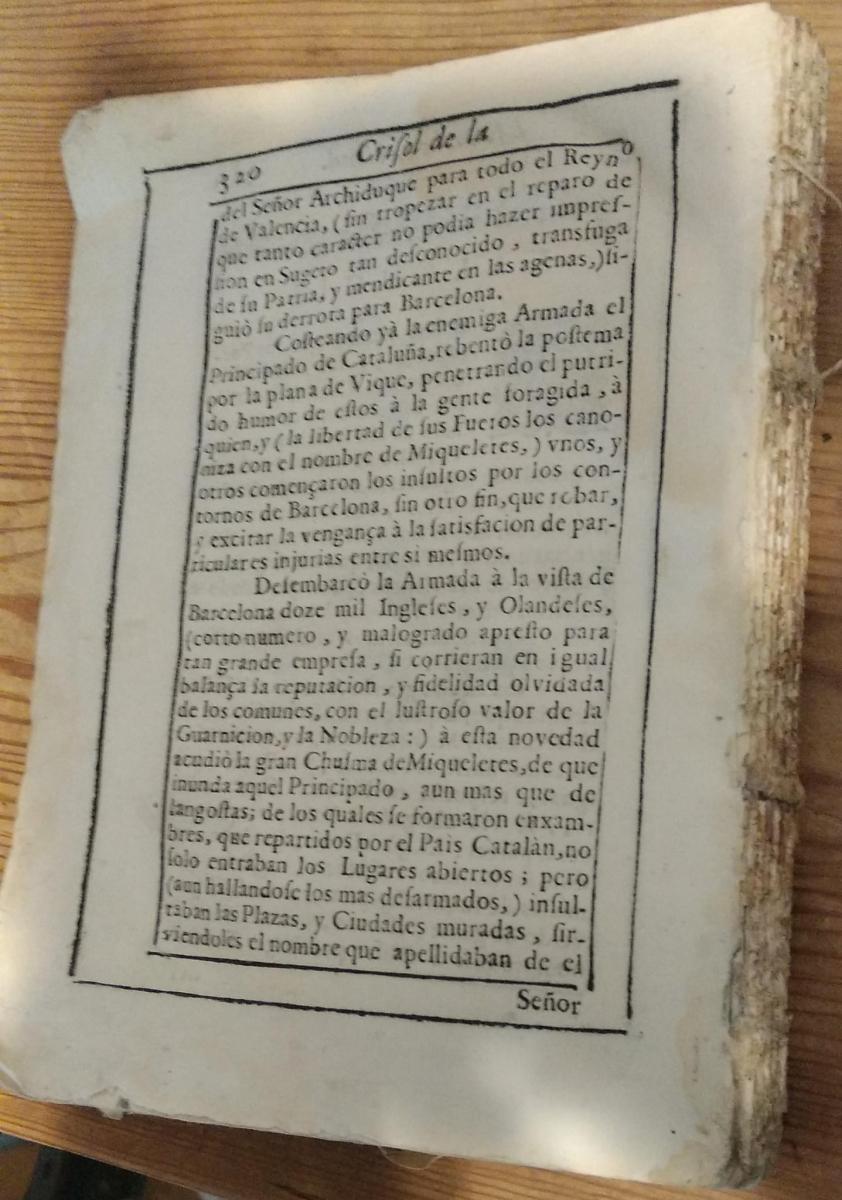 320 Criſol de la
del Señor Archiduque para todo el Reyno
de Valencia, (ſin tropezar en el reparo de
que tanto caracter no podia hazer impreſ-
ſion en Sugeto tan deſconocido, tranſfuga
de ſu Patria, y mendicante en las agenas,) ſi-
guiò ſu derrota para Barcelona.
Coſteando yà la enemiga Armada el
Principado de Cataluña, rebentò la poſtema
por la plana de Vique, penetrando el putri-
do humor de eſtos à la gente foragida, à
quien, y (la libertad de ſus Fueros los cano-
niza con el nombre de Miqueletes,) vnos, y
otros començaron los inſultos por los con-
tornos de Barcelona, ſin otro fin, que robar,
y excitar la vengança à la ſatisfacion de par-
ticulares injurias entre si meſmos.
Deſembarcò la Armada à la viſta de
Barcelona doze mil Ingleſes, y Olandeſes,
(corto numero, y malogrado apreſto para
tan grande empreſa, ſi corrieran en igual
balança la reputacion, y fidelidad olvidada
de los comunes, con el luſtroſo valor de la
Guarnicion, y la Nobleza:) à eſta novedad
acudiò la gran Chuſma de Miqueletes, de que
inunda aquel Principado, aun mas que de
langoſtas; de los quales ſe formaron enxam-
bres, que repartidos por el Pais Catalàn, no
ſolo entraban los Lugares abiertos; pero
(aun hallandoſe los mas deſarmados,) inſul-
taban las Plazas, y Ciudades muradas, ſir-
viendoles el nombre que apellidaban de el
Señor